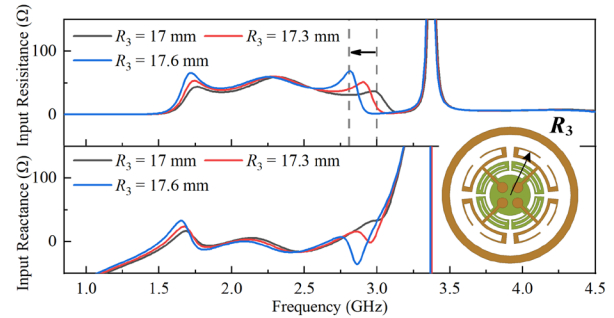 Input Resisitance (Ω)
100
50
0
R₃ = 17 mm
R₃ = 17.3 mm
R₃ = 17.6 mm
Input Reactance (Ω)
100
0
R₃ = 17 mm
R₃ = 17.3 mm
R₃ = 17.6 mm
R₃
1.0 1.5 2.0 2.5 3.0 3.5 4.0 4.5
Frequency (GHz)